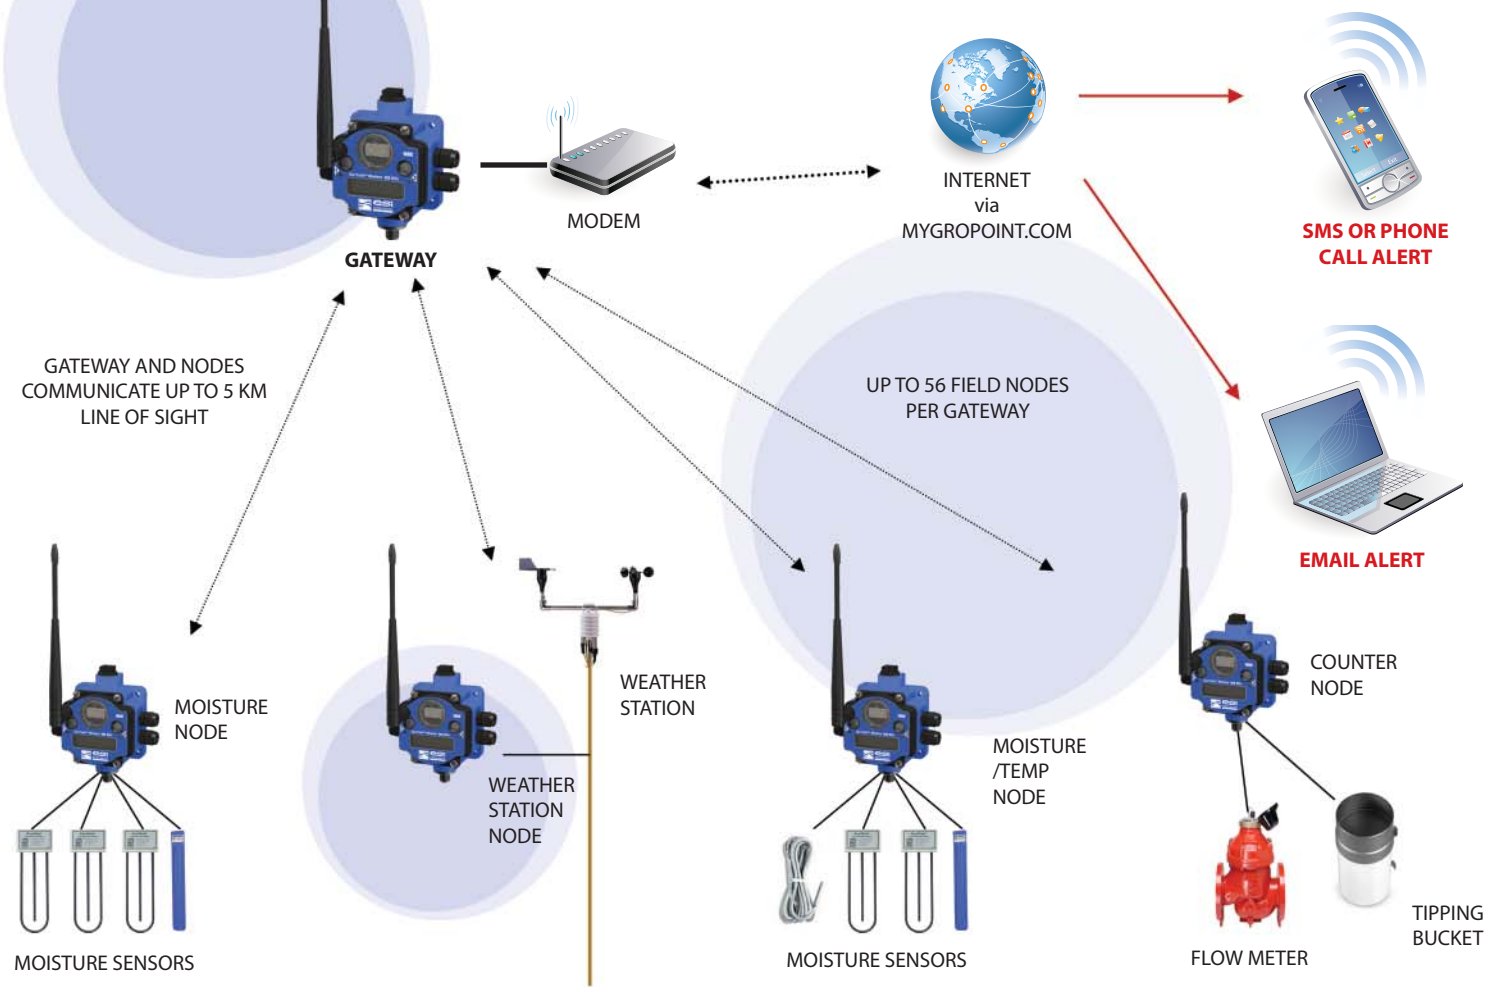 GATEWAY
MODEM
INTERNET
via
MYGROPOINT.COM
SMS OR PHONE
CALL ALERT
GATEWAY AND NODES
COMMUNICATE UP TO 5 KM
LINE OF SIGHT
UP TO 56 FIELD NODES
PER GATEWAY
EMAIL ALERT
MOISTURE
NODE
WEATHER
STATION
WEATHER
STATION
NODE
MOISTURE
/TEMP
NODE
COUNTER
NODE
MOISTURE SENSORS
MOISTURE SENSORS
FLOW METER
TIPPING
BUCKET